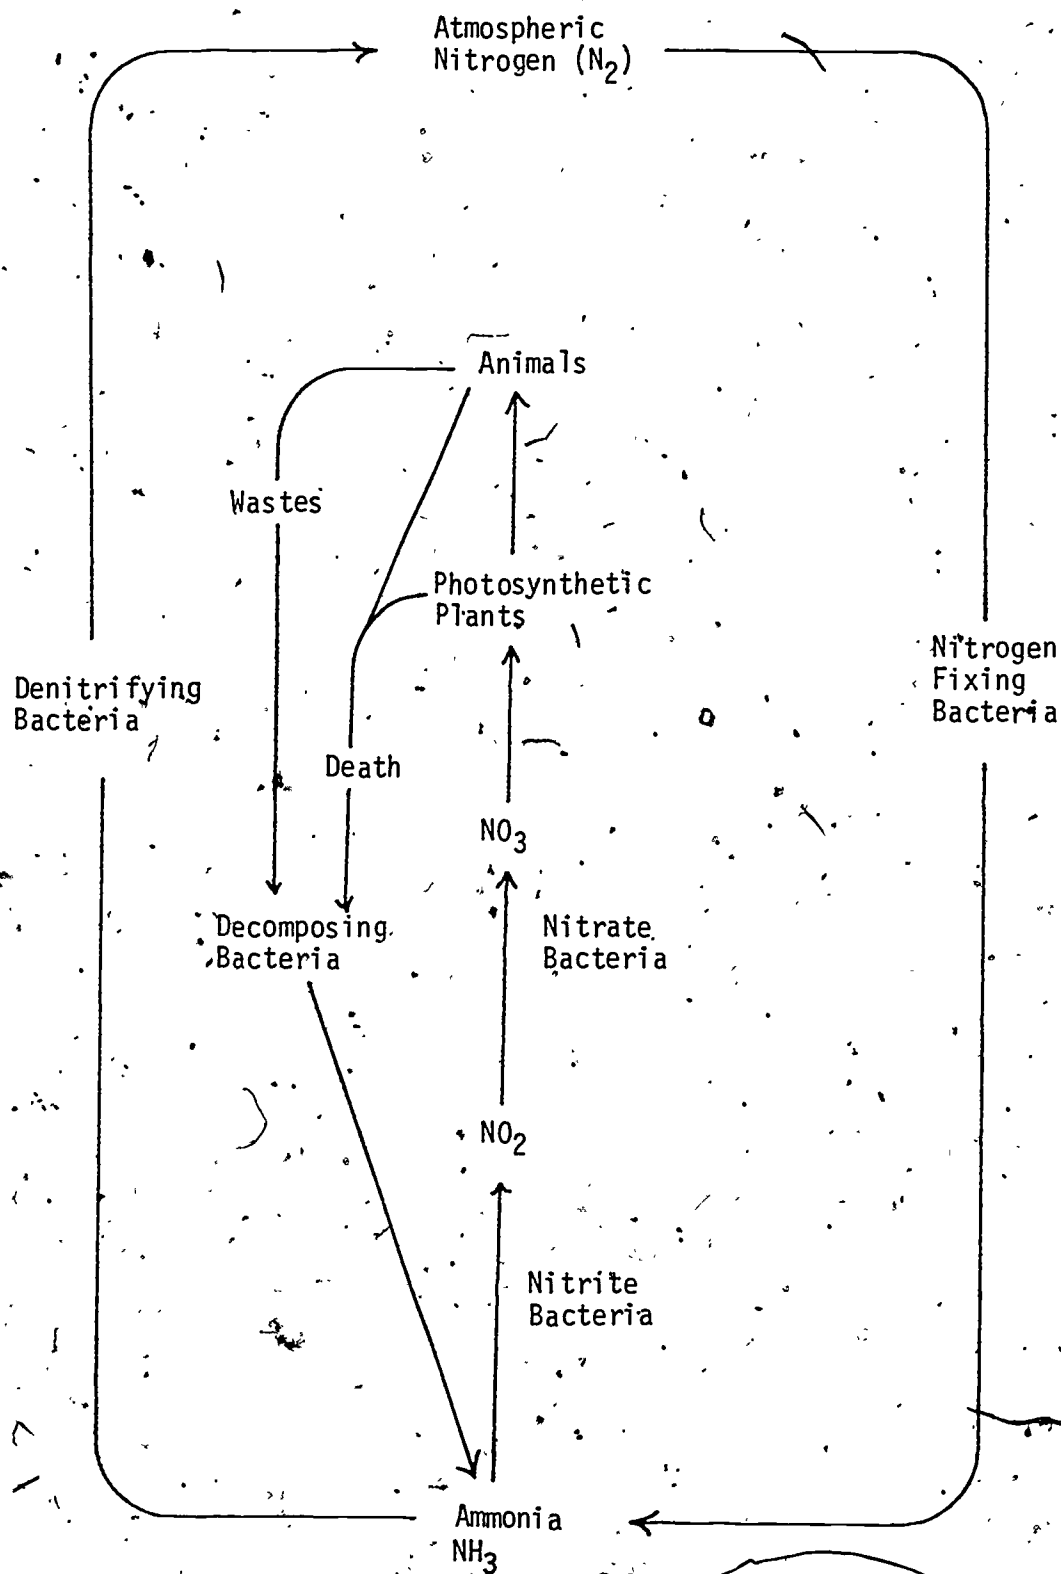 Atmospheric
Nitrogen (N2)
Animals
Wastes
Photosynthetic
Plants
Nitrogen
Fixing
Bacteria
Denitrifying
Bacteria
Death
NO3
Decomposing
Bacteria
Nitrate
Bacteria
NO2
Nitrite
Bacteria
Ammonia
NH3